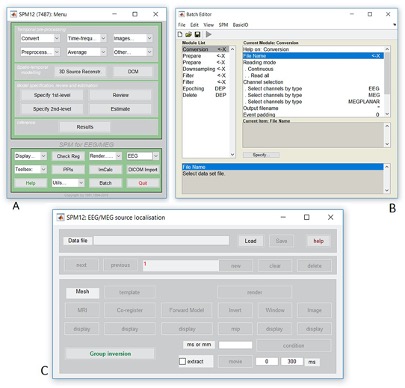 SPM12 (7487): Menu
Convert
Time-frequ...
Images...
Preprocess...
Average
Other...
3D Source Reconstr.
DCM
Specify 1st-level
Review
Specify 2nd-level
Estimate
Results
SPM for EEG/MEG
Display...
Check Reg
Render...
EEG
Toolbox:
PPIs
ImCalc
DICOM Import
Help
Utils...
Batch
Quit
A
Batch Editor
File Edit View SPM BasicIO
Module List
Conversion <-X
Prepare <-X
Prepare <-X
Downsampling <-X
Filter <-X
Filter <-X
Epoching DEP
Deletion DEP
Current Module: Conversion
Help on: Conversion
File Name <-X
Reading mode
. Continuous
. . Read all
Channel selection
. Select channels by type EEG
. Select channels by type MEG
. Select channels by type MEGPLANAR
Output filename
Event padding 0
Current Item: File Name
Specify...
File Name
Select data set file.
B
SPM12: EEG/MEG source localisation
Data file
Load
Save
help
next
previous
1
new
clear
delete
Mesh
template
render
MRI
Co-register
Forward Model
Invert
Window
Image
display
display
display
mip
display
display
ms or mm
condition
Group inversion
extract
movie
0
300
ms
C